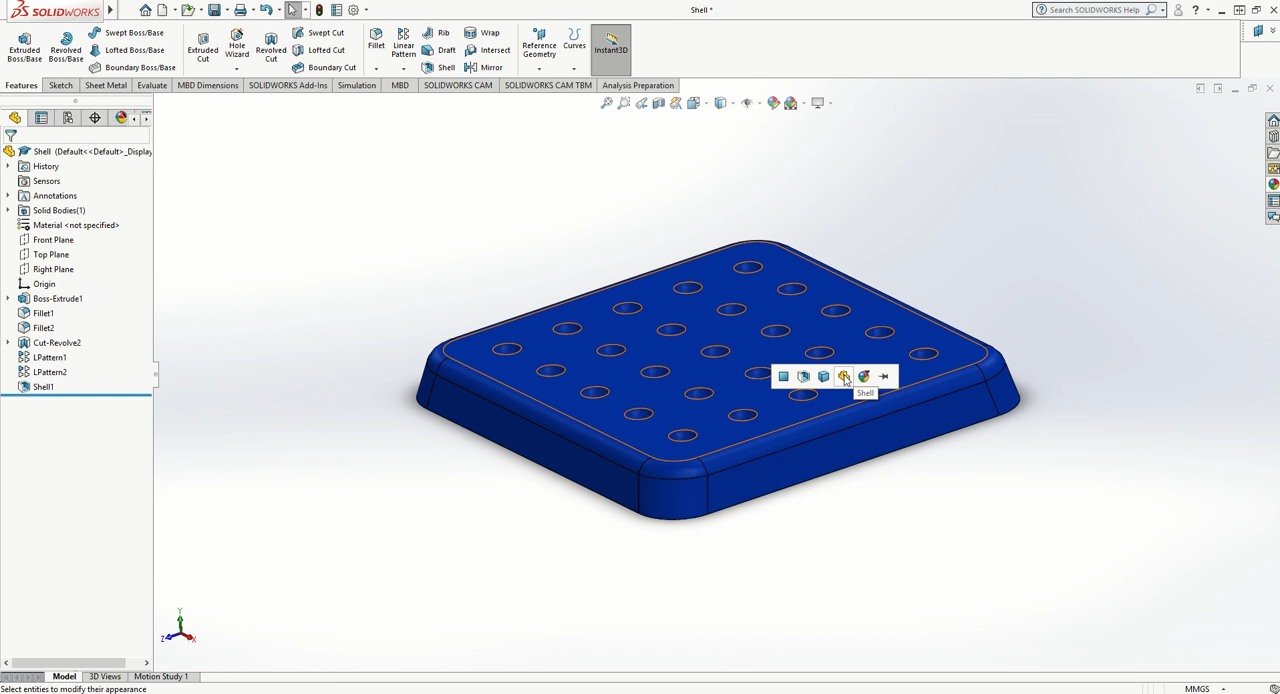 SOLIDWORKS
Shell *
Search SOLIDWORKS Help
Extruded Boss/Base
Revolved Boss/Base
Swept Boss/Base
Lofted Boss/Base
Boundary Boss/Base
Extruded Cut
Hole Wizard
Revolved Cut
Swept Cut
Lofted Cut
Boundary Cut
Fillet
Linear Pattern
Rib
Draft
Shell
Wrap
Intersect
Mirror
Reference Geometry
Curves
Instant3D
Features Sketch Sheet Metal Evaluate MBD Dimensions SOLIDWORKS Add-Ins Simulation MBD SOLIDWORKS CAM SOLIDWORKS CAM TBM Analysis Preparation
Shell (Default<<Default>_Display
History
Sensors
Annotations
Solid Bodies(1)
Material <not specified>
Front Plane
Top Plane
Right Plane
Origin
Boss-Extrude1
Fillet1
Fillet2
Cut-Revolve2
LPattern1
LPattern2
Shell1
Shell
Y
Z
X
Model 3D Views Motion Study 1
Select entities to modify their appearance
MMGS